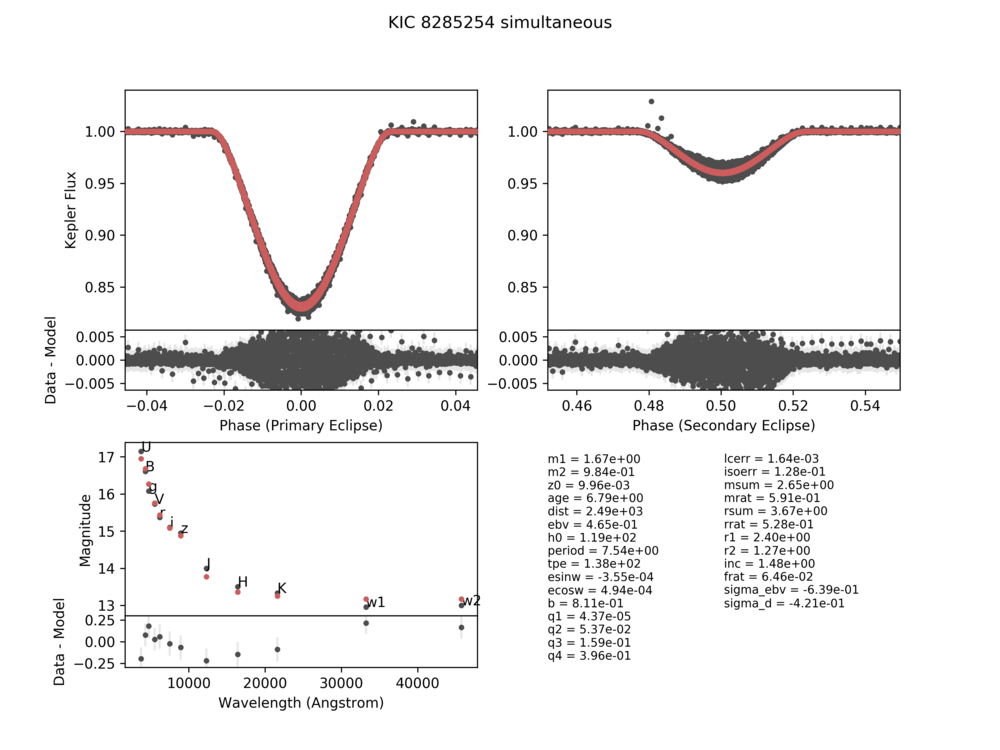 KIC 8285254 simultaneous
1.00
0.95
0.90
0.85
Kepler Flux
0.005
0.000
−0.005
Data - Model
−0.04 −0.02 0.00 0.02 0.04
Phase (Primary Eclipse)
1.00
0.95
0.90
0.85
0.005
0.000
−0.005
0.46 0.48 0.50 0.52 0.54
Phase (Secondary Eclipse)
17
16
15
14
13
Magnitude
U
B
g
V
r
i
z
J
H
K
w1
w2
0.25
0.00
−0.25
Data - Model
10000 20000 30000 40000
Wavelength (Angstrom)
m1 = 1.67e+00
m2 = 9.84e-01
z0 = 9.96e-03
age = 6.79e+00
dist = 2.49e+03
ebv = 4.65e-01
h0 = 1.19e+02
period = 7.54e+00
tpe = 1.38e+02
esinw = -3.55e-04
ecosw = 4.94e-04
b = 8.11e-01
q1 = 4.37e-05
q2 = 5.37e-02
q3 = 1.59e-01
q4 = 3.96e-01
lcerr = 1.64e-03
isoerr = 1.28e-01
msum = 2.65e+00
mrat = 5.91e-01
rsum = 3.67e+00
rrat = 5.28e-01
r1 = 2.40e+00
r2 = 1.27e+00
inc = 1.48e+00
frat = 6.46e-02
sigma_ebv = -6.39e-01
sigma_d = -4.21e-01